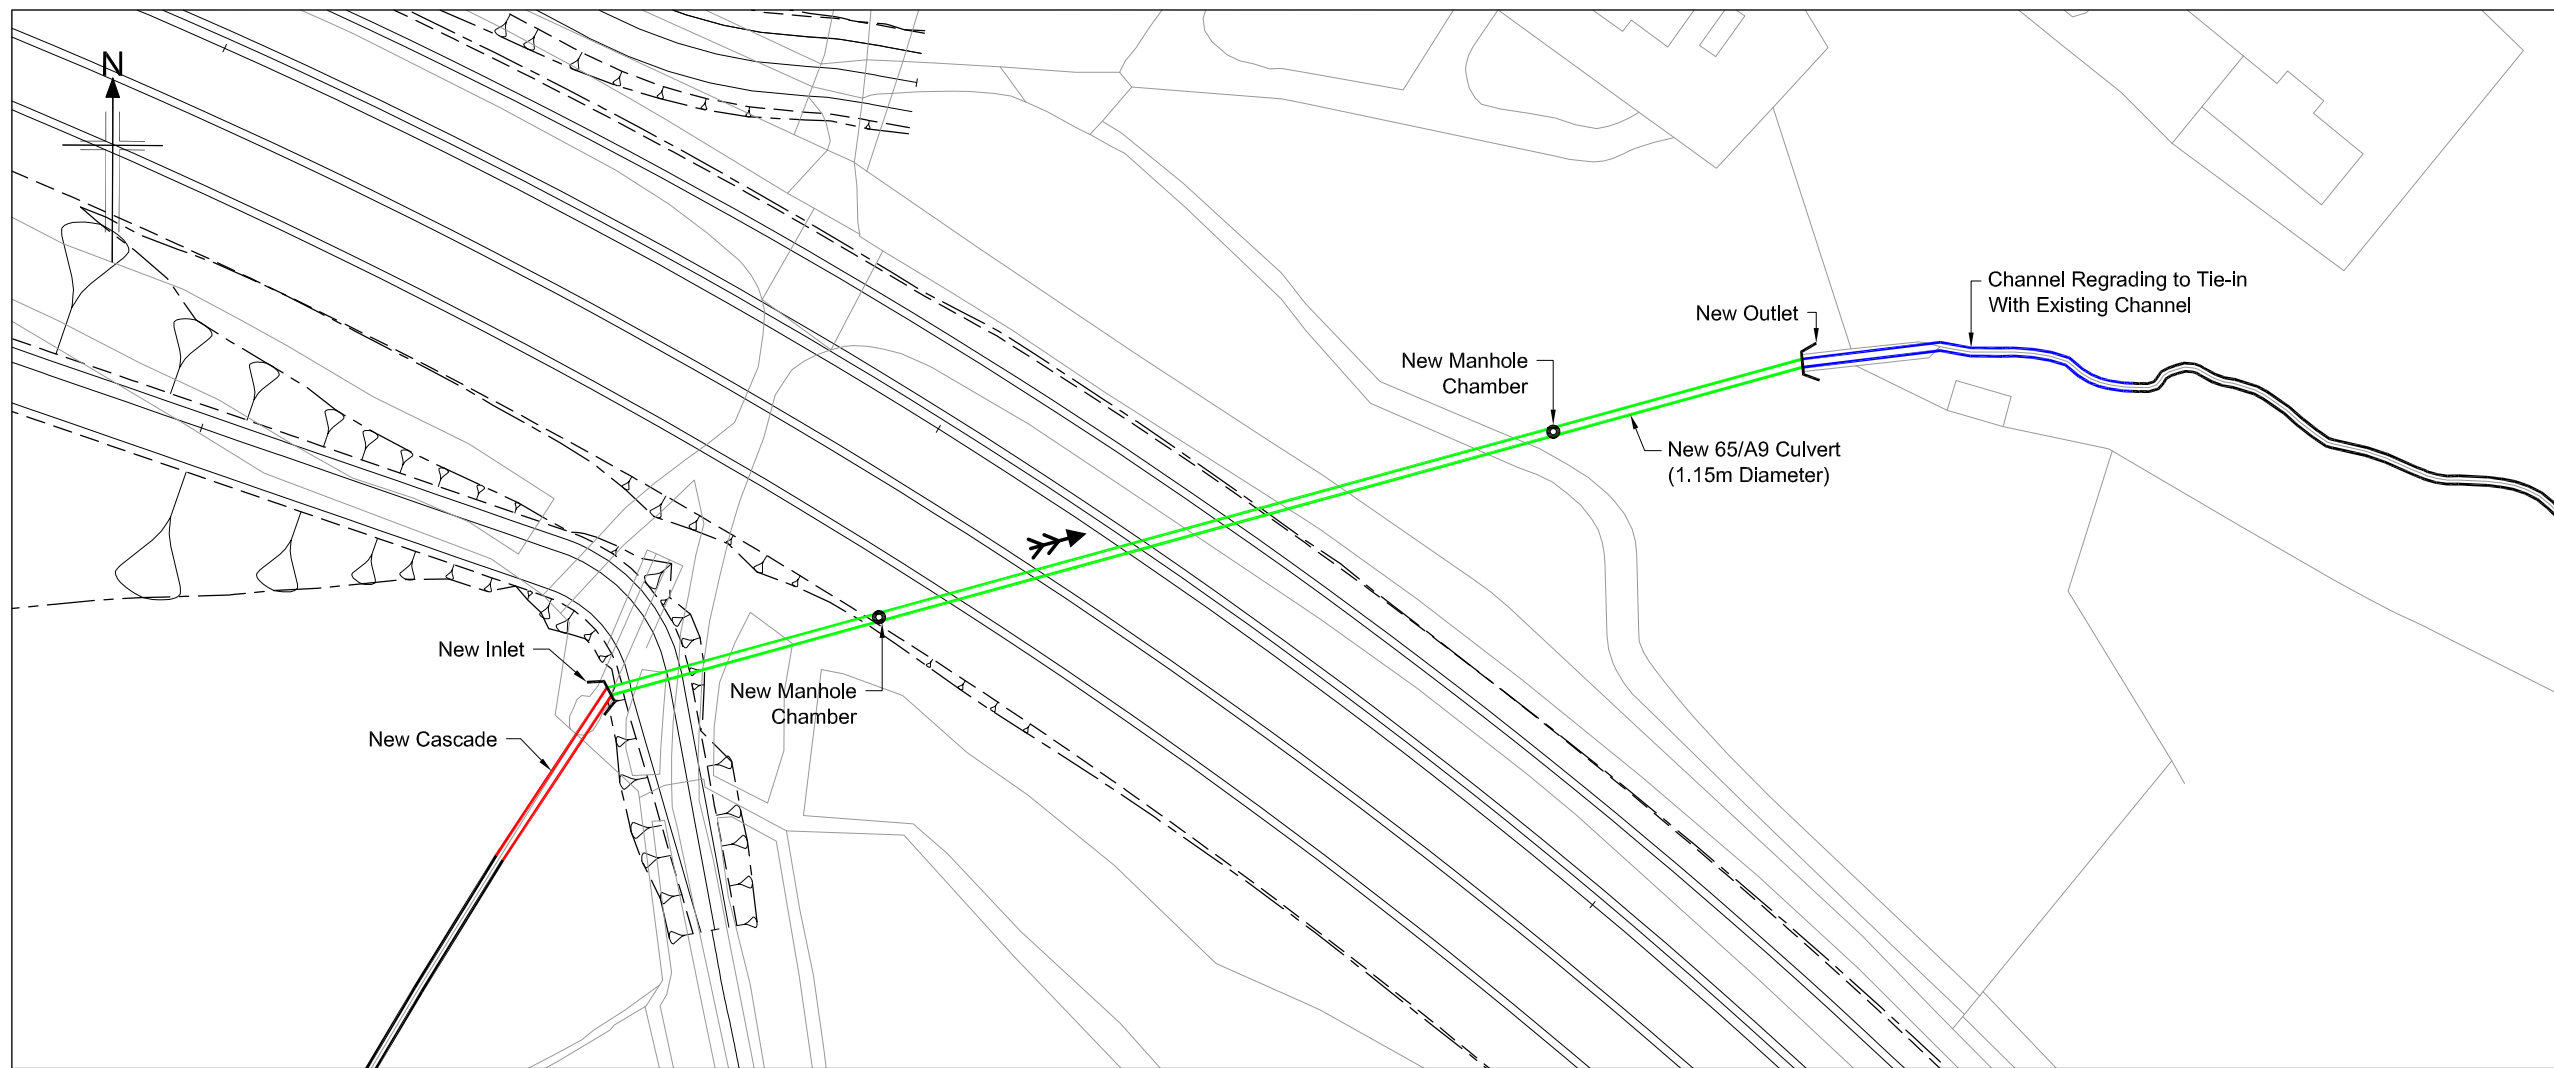 N
Channel Regrading to Tie-in
With Existing Channel
New Outlet
New Manhole
Chamber
New 65/A9 Culvert
(1.15m Diameter)
New Inlet
New Manhole
Chamber
New Cascade